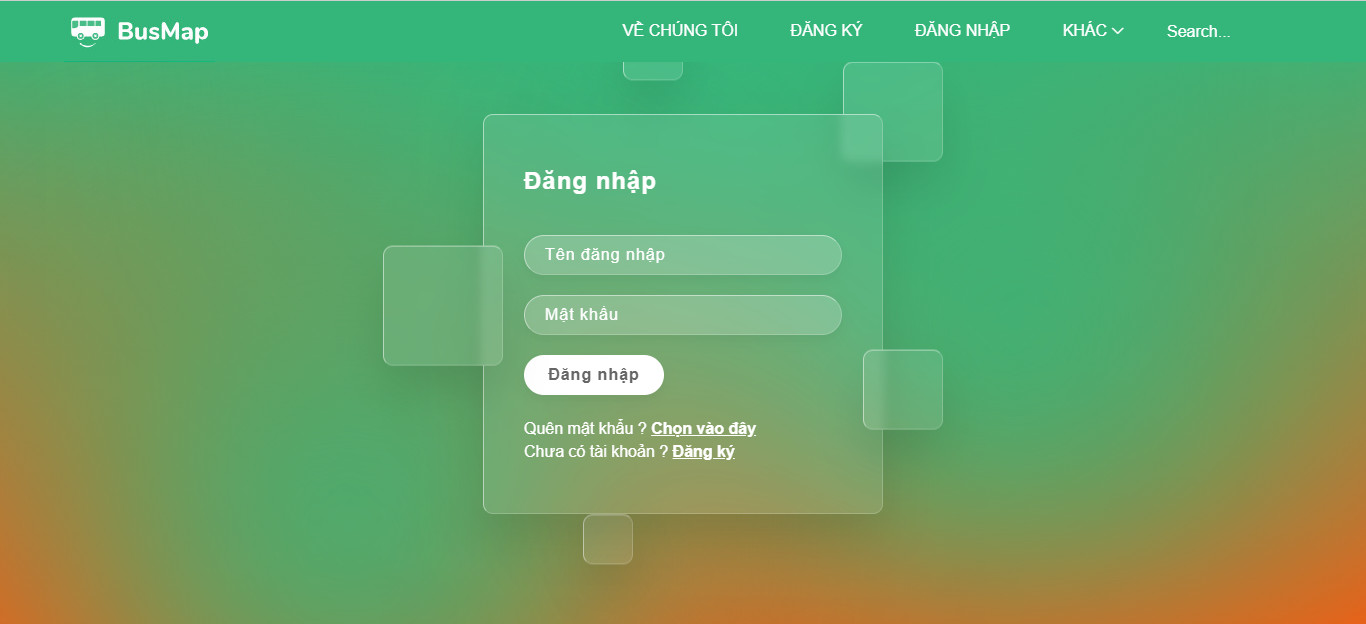 BusMap
VỀ CHÚNG TÔI
ĐĂNG KÝ
ĐĂNG NHẬP
KHÁC
Search...
Đăng nhập
Tên đăng nhập
Mật khẩu
Đăng nhập
Quên mật khẩu ? Chọn vào đây
Chưa có tài khoản ? Đăng ký